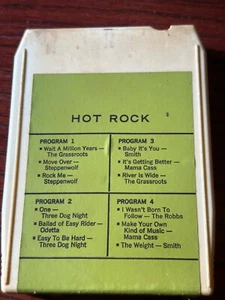 HOT ROCK
PROGRAM 1
Wait A Million Years —
The Grassroots
Move Over —
Steppenwolf
Rock Me —
Steppenwolf
PROGRAM 2
One —
Three Dog Night
Ballad of Easy Rider —
Odetta
Easy To Be Hard —
Three Dog Night
PROGRAM 3
Baby It's You —
Smith
It's Getting Better —
Mama Cass
River is Wide —
The Grassroots
PROGRAM 4
I Wasn't Born To
Follow — The Robbs
Make Your Own
Kind of Music —
Mama Cass
The Weight — Smith